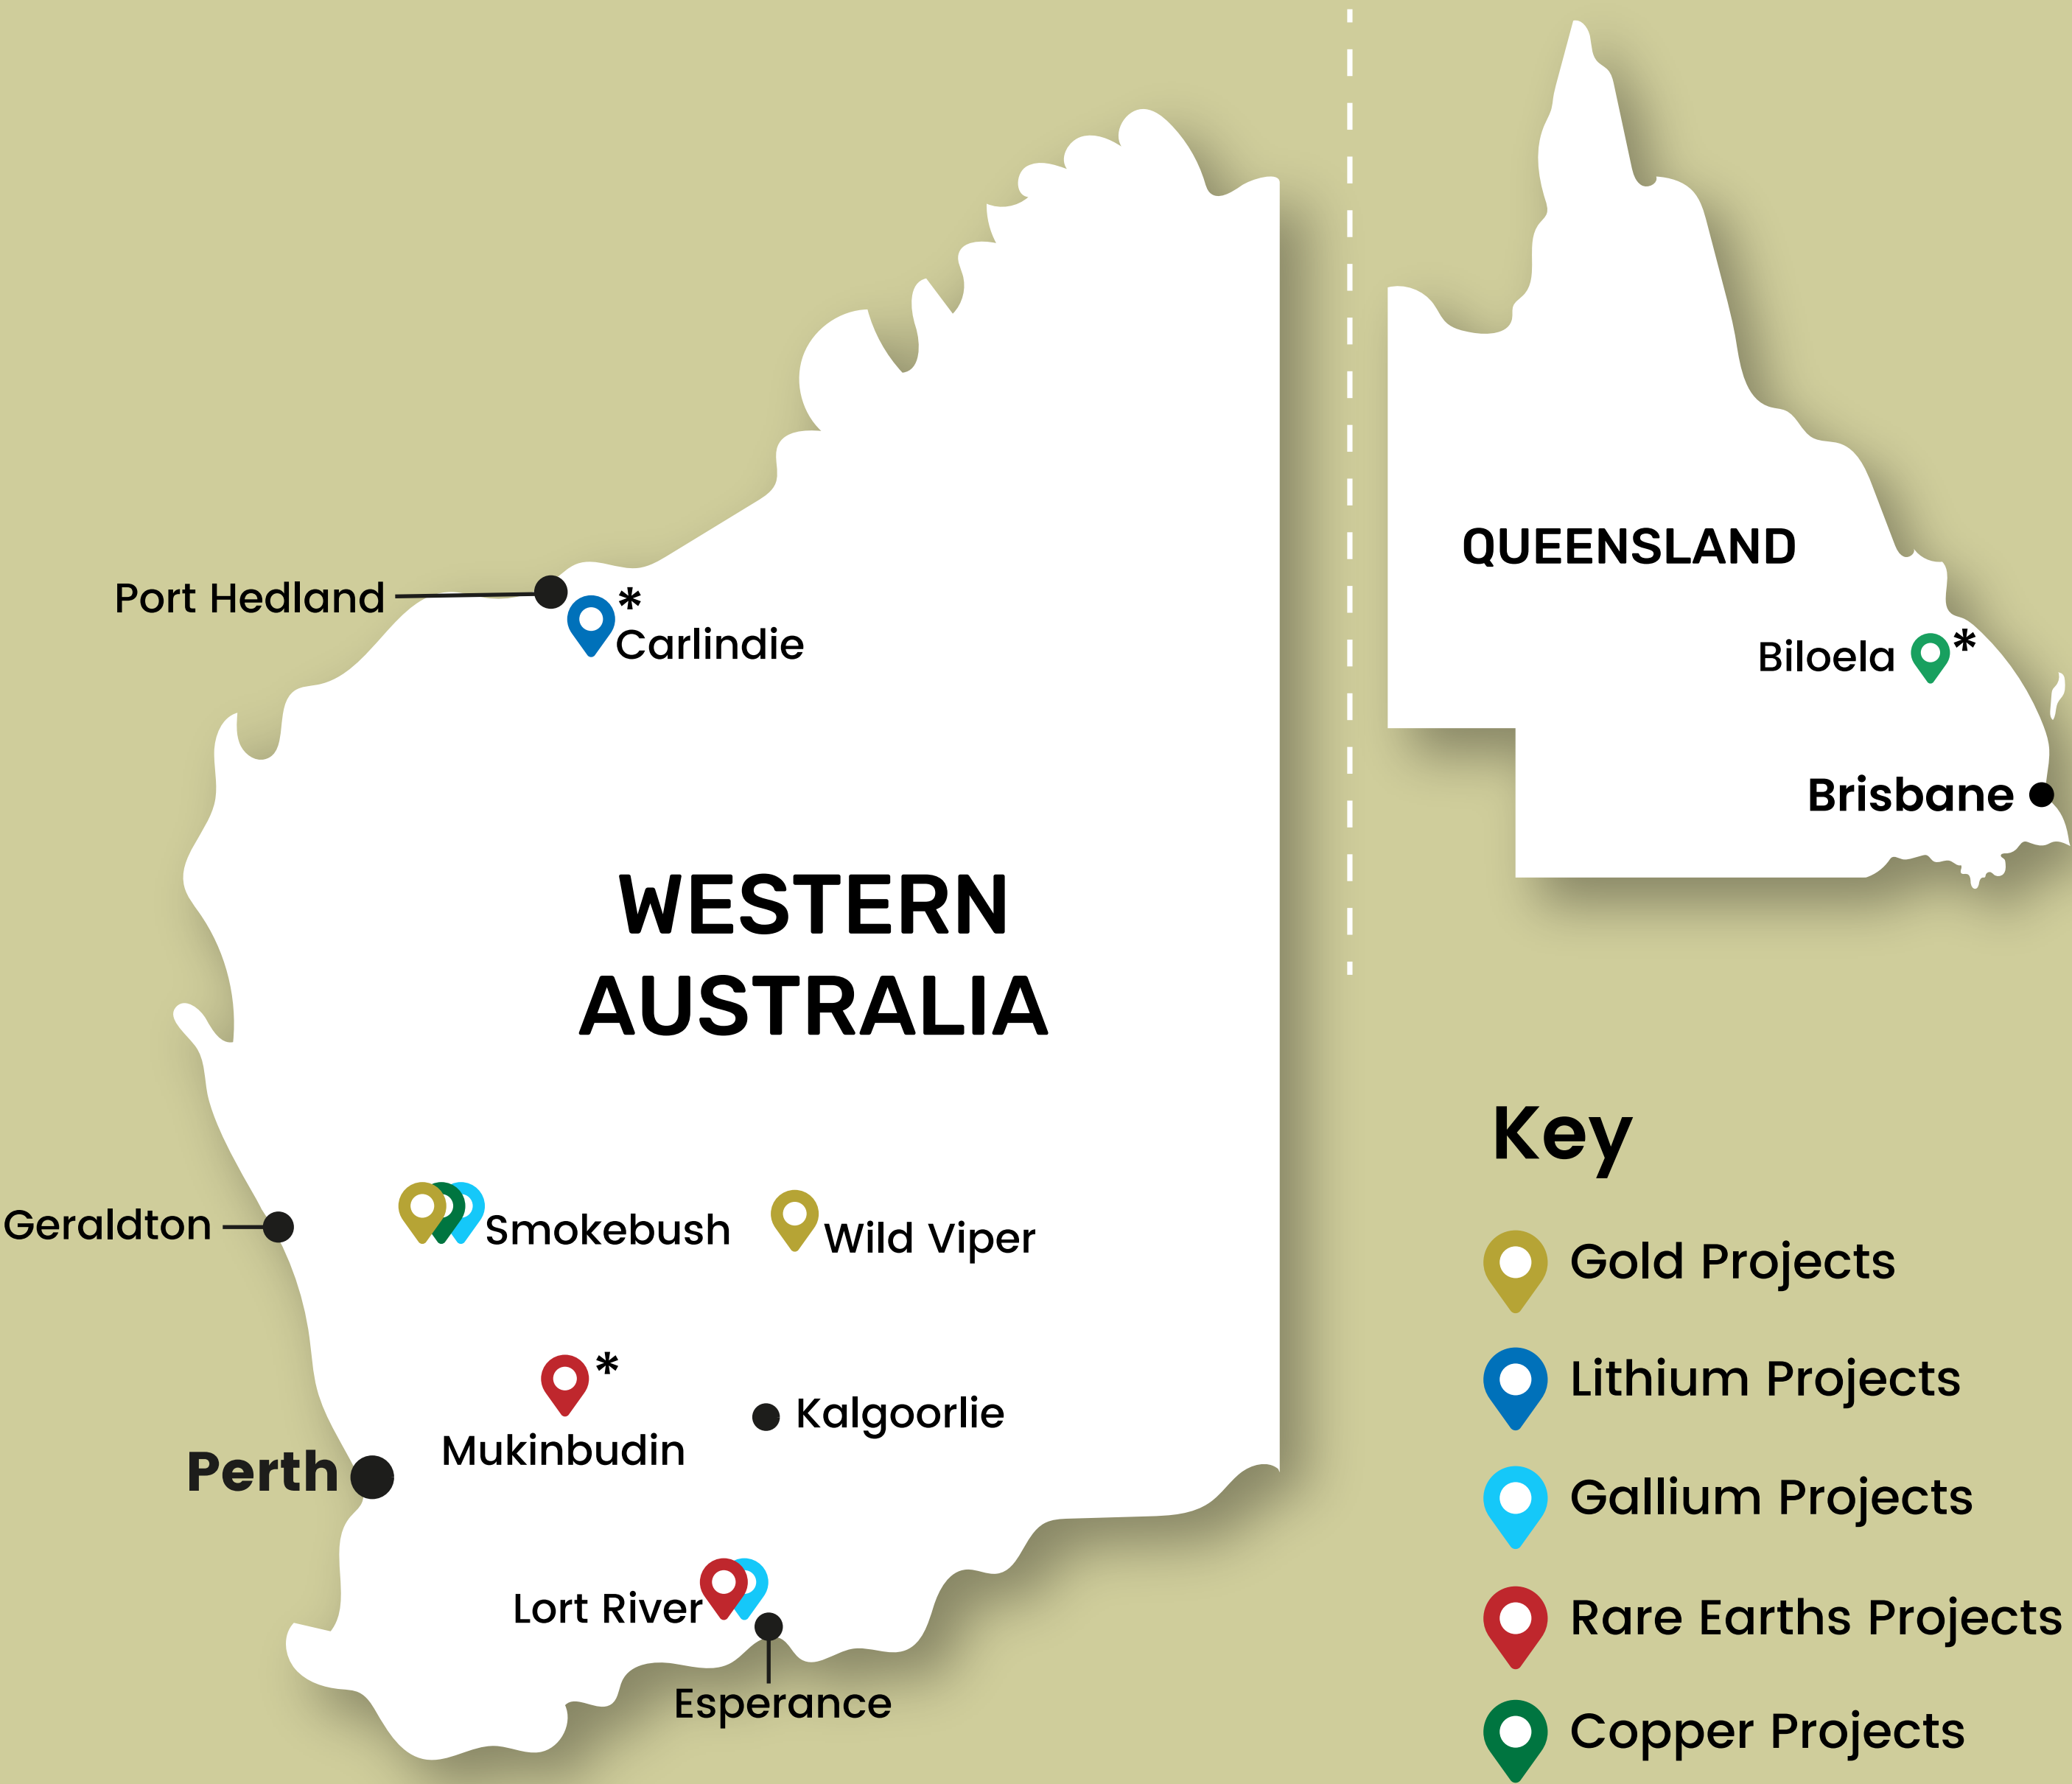 QUEENSLAND
Port Hedland
*
Carlindie
Biloela *
Brisbane
WESTERN
AUSTRALIA
Key
Geraldton
Smokebush
Wild Viper
Gold Projects
*
Mukinbudin
Kalgoorlie
Lithium Projects
Perth
Gallium Projects
Lort River
Rare Earths Projects
Esperance
Copper Projects